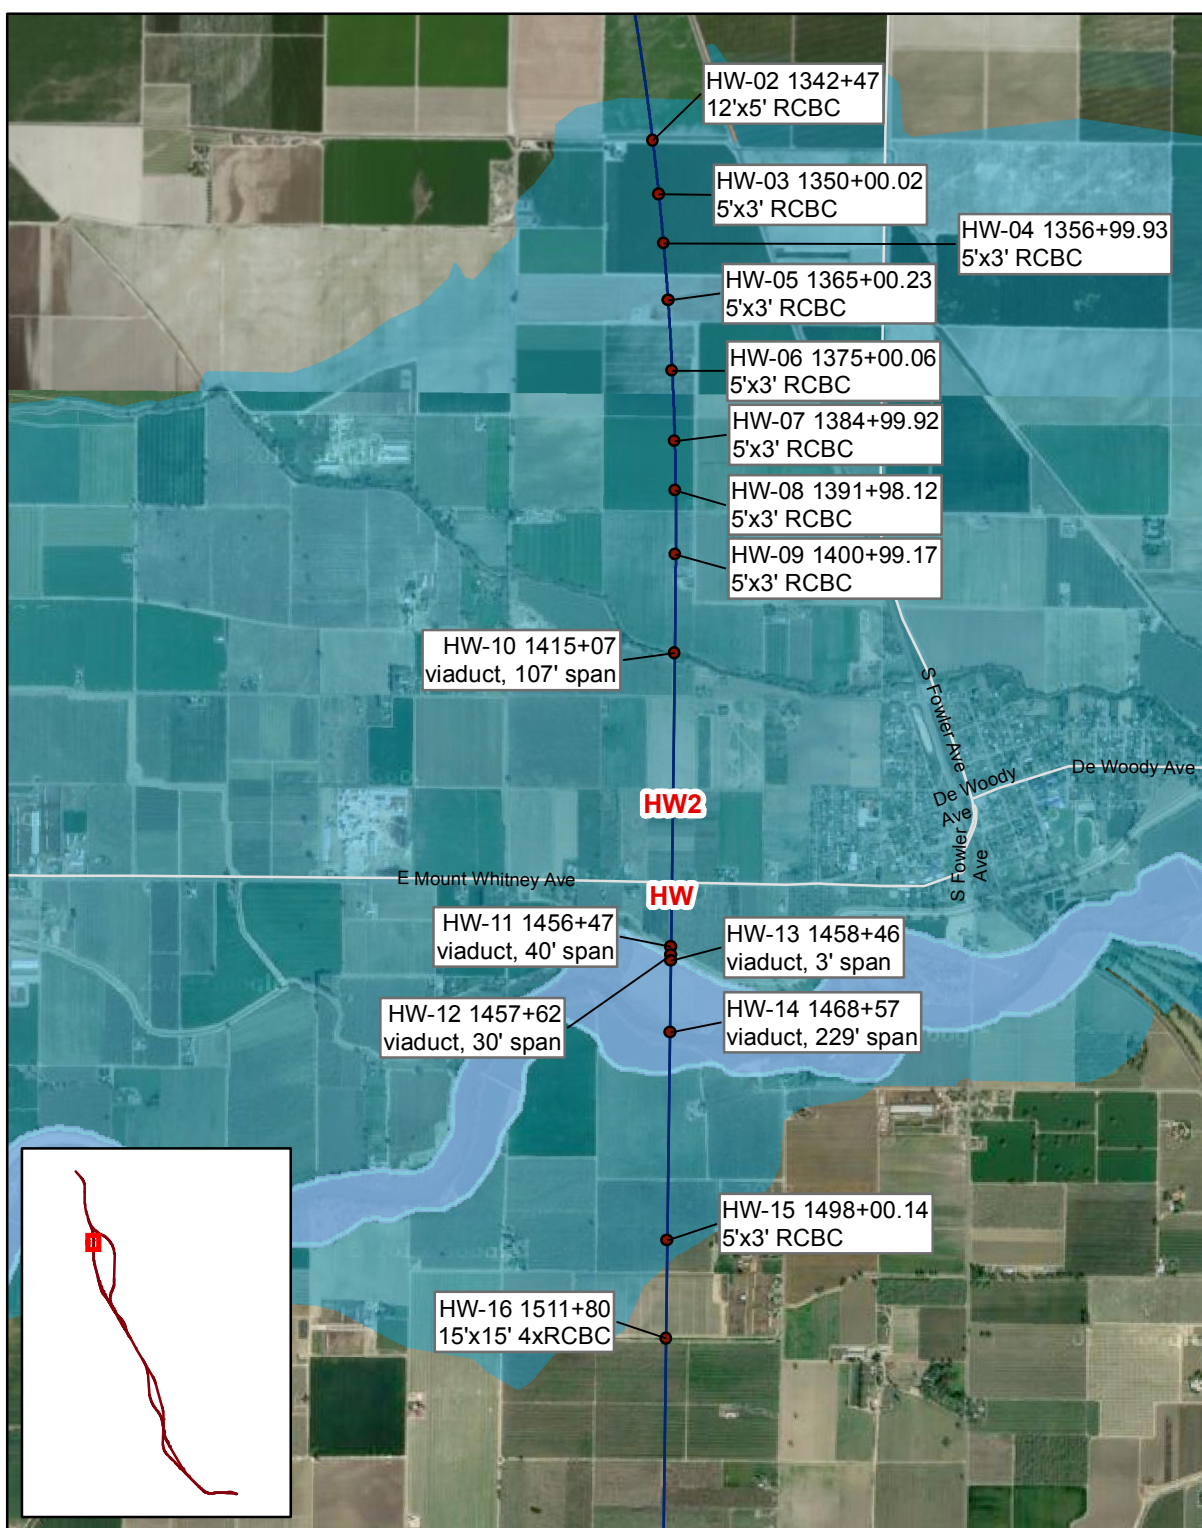 HW-02 1342+47
12'x5' RCBC
HW-03 1350+00.02
5'x3' RCBC
HW-04 1356+99.93
5'x3' RCBC
HW-05 1365+00.23
5'x3' RCBC
HW-06 1375+00.06
5'x3' RCBC
HW-07 1384+99.92
5'x3' RCBC
HW-08 1391+98.12
5'x3' RCBC
HW-09 1400+99.17
5'x3' RCBC
HW-10 1415+07
viaduct, 107' span
S Fowler Ave
De Woody
Ave
De Woody Ave
HW2
S Fowler
Ave
E Mount Whitney Ave
HW
HW-11 1456+47
viaduct, 40' span
HW-13 1458+46
viaduct, 3' span
HW-12 1457+62
viaduct, 30' span
HW-14 1468+57
viaduct, 229' span
HW-15 1498+00.14
5'x3' RCBC
HW-16 1511+80
15'x15' 4xRCBC